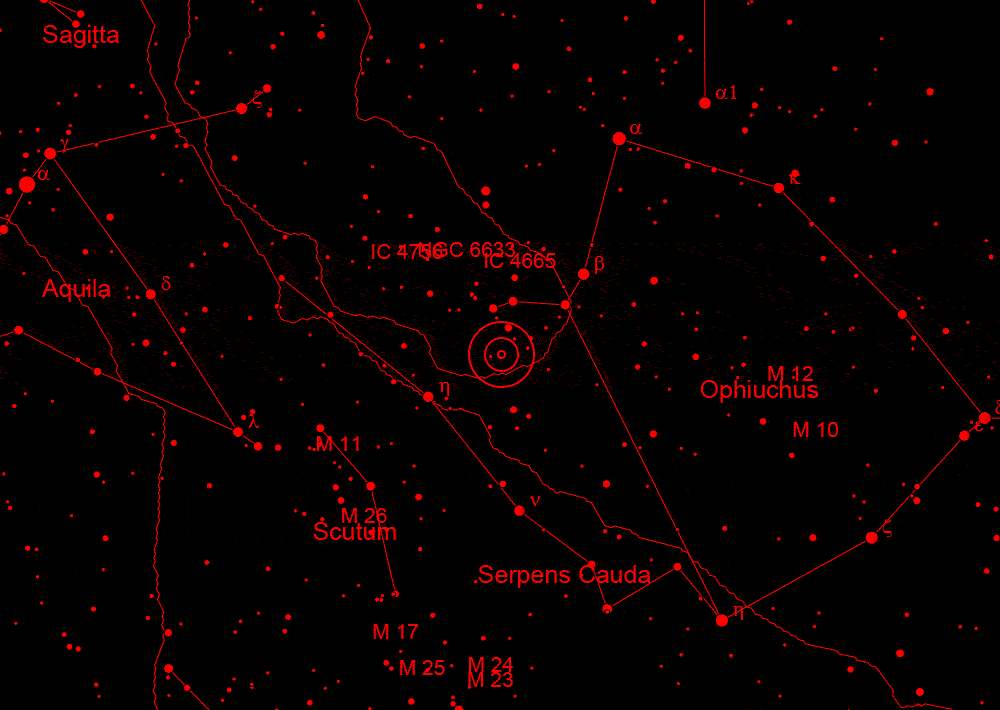 Sagitta
α1
ξ
α
γ
α
κ
IC 4756
NGC 6633
IC 4665
β
Aquila
δ
M 12
Ophiuchus
η
λ
δ
ε
M 11
M 10
ν
M 26
Scutum
ζ
Serpens Cauda
η
M 17
M 25
M 24
M 23